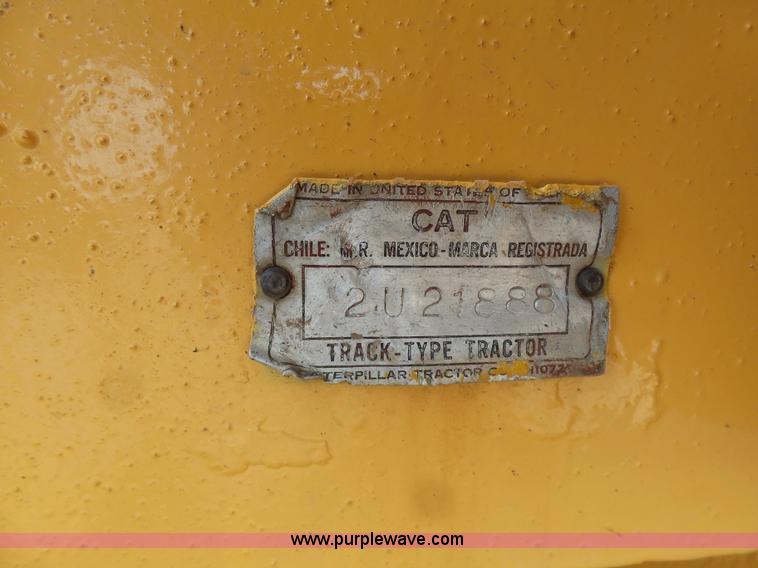 MADE IN UNITED STATES OF
CAT
CHILE: M.R. MEXICO-MARCA REGISTRADA
2U21888
TRACK-TYPE TRACTOR
TERPILLAR TRACTOR
www.purplewave.com